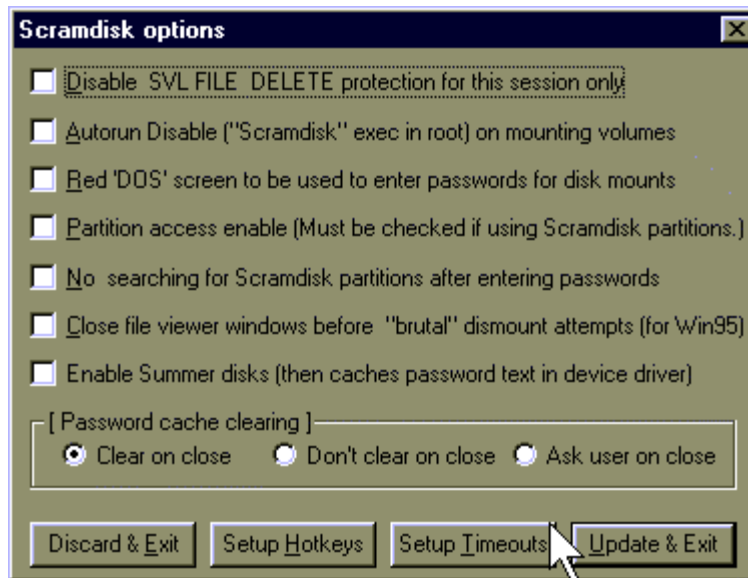 Scramdisk options
Disable SVL FILE DELETE protection for this session only
Autorun Disable ("Scramdisk" exec in root) on mounting volumes
Red 'DOS' screen to be used to enter passwords for disk mounts
Partition access enable (Must be checked if using Scramdisk partitions.)
No searching for Scramdisk partitions after entering passwords
Close file viewer windows before "brutal" dismount attempts (for Win95)
Enable Summer disks (then caches password text in device driver)
[ Password cache clearing ]
Clear on close Don't clear on close Ask user on close
Discard & Exit Setup Hotkeys Setup Timeouts Update & Exit